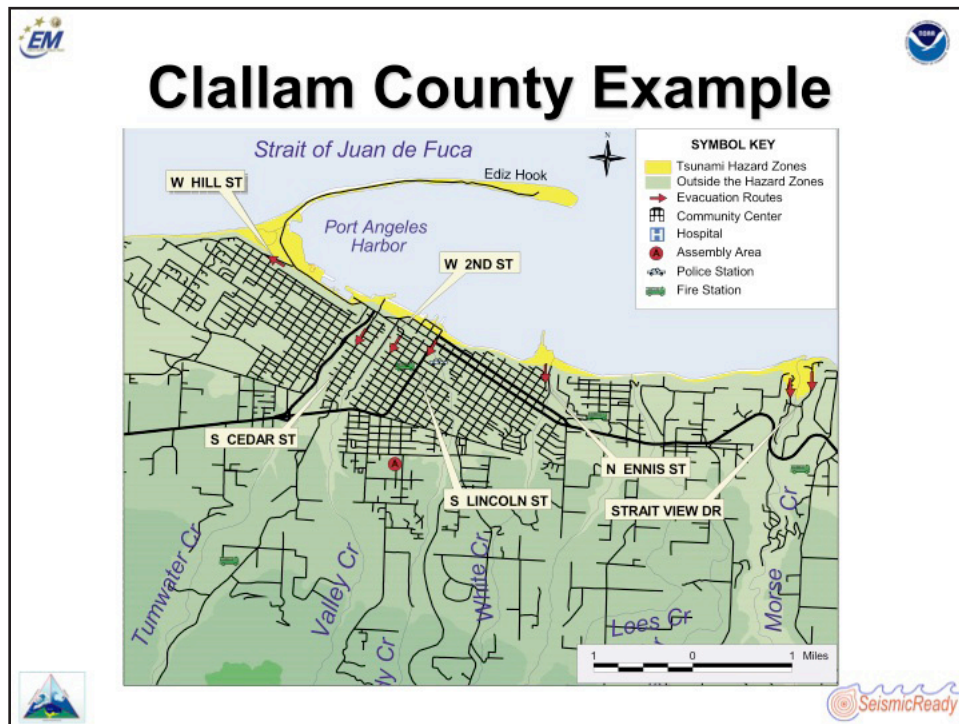 EM
NOAA
Clallam County Example
Strait of Juan de Fuca
N
SYMBOL KEY
Tsunami Hazard Zones
Outside the Hazard Zones
Evacuation Routes
Community Center
H Hospital
A Assembly Area
Police Station
Fire Station
Ediz Hook
W HILL ST
Port Angeles
Harbor
W 2ND ST
S CEDAR ST
A
S LINCOLN ST
N ENNIS ST
STRAIT VIEW DR
Tumwater Cr
Valley Cr
White Cr
Lees Cr
Morse Cr
1 0 1 Miles
SeismicReady